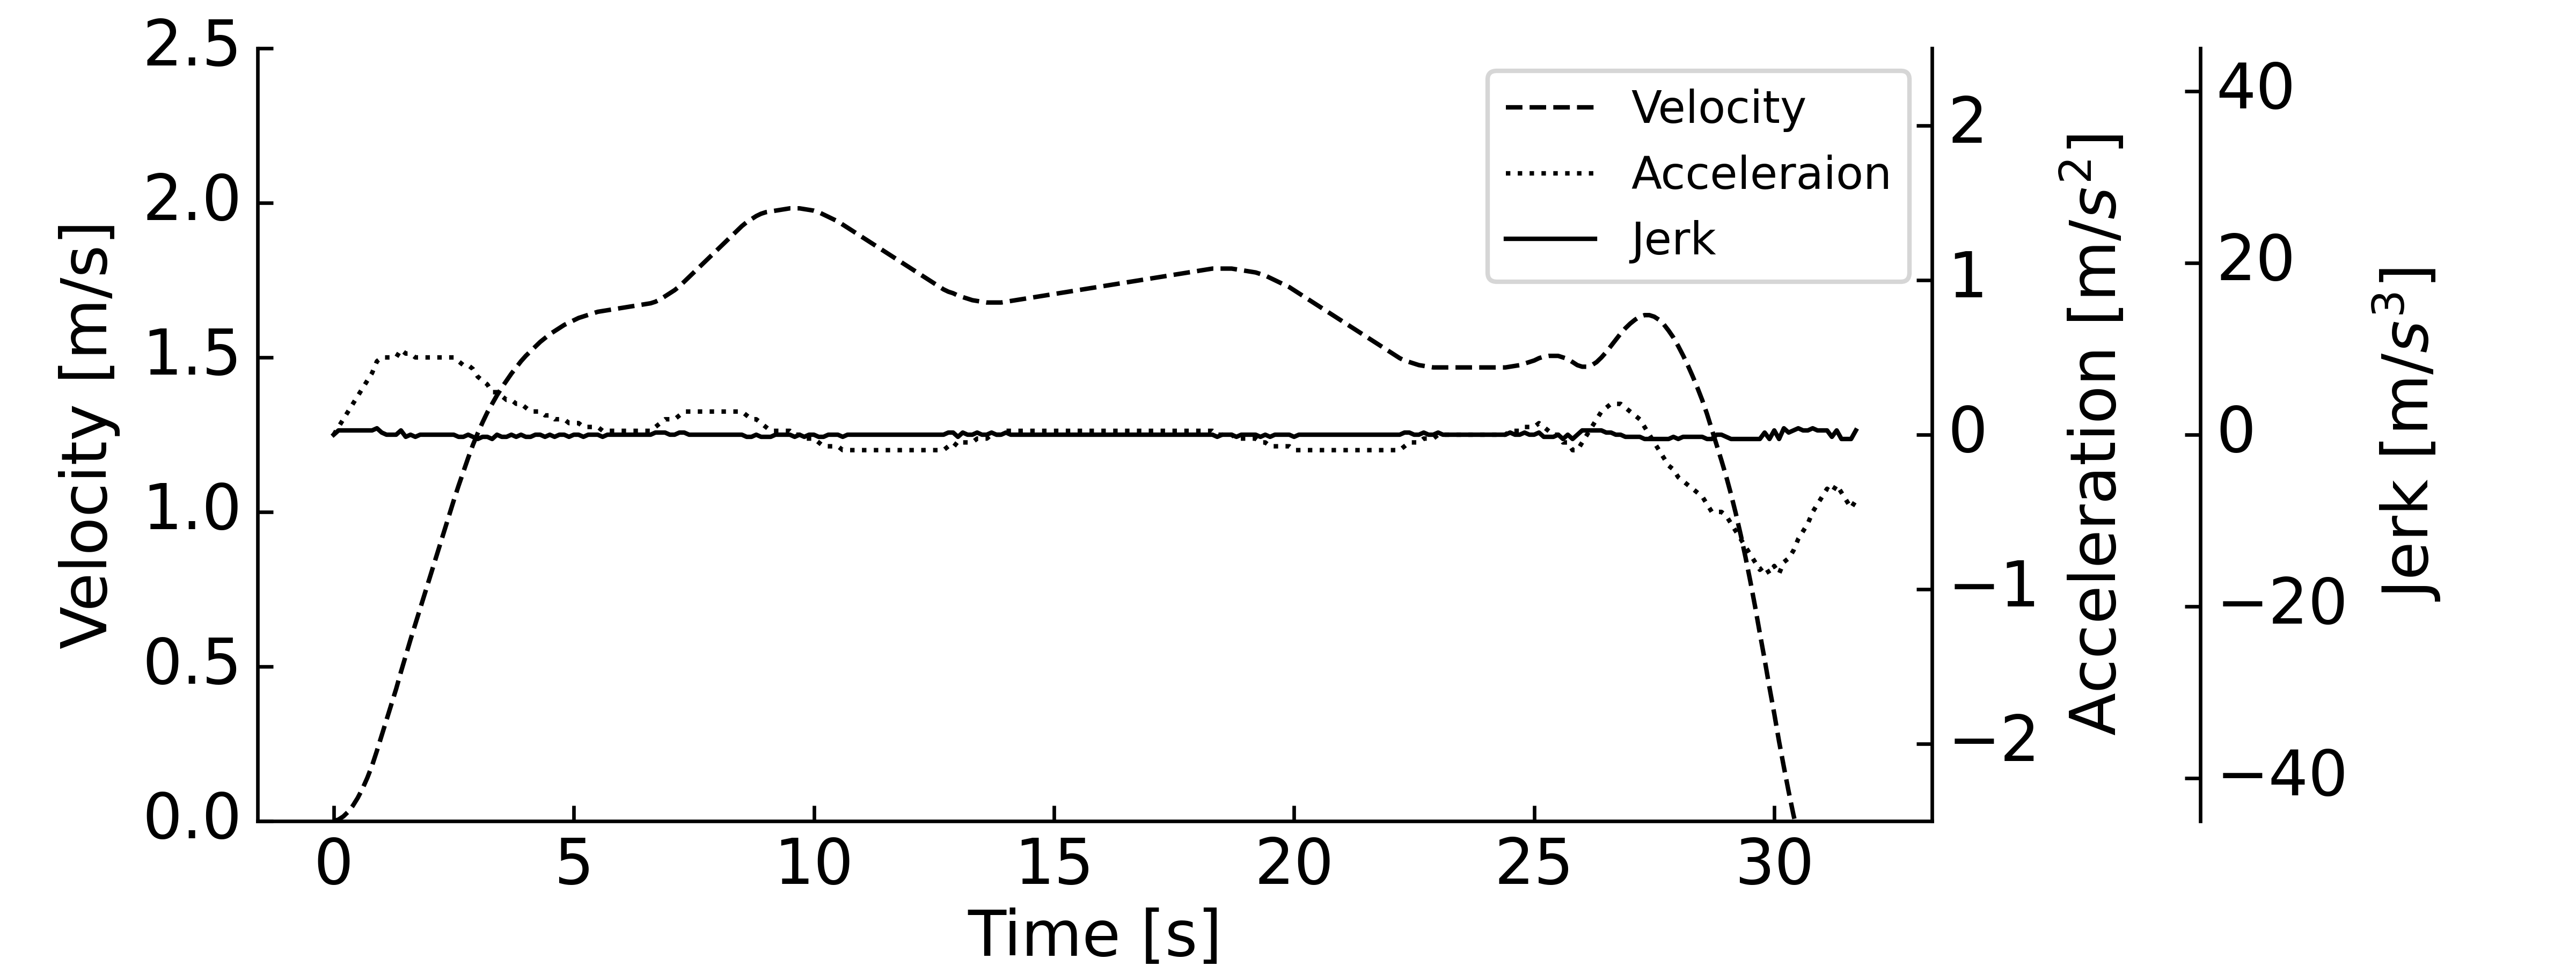 Velocity [m/s]
2.5
2.0
1.5
1.0
0.5
0.0
0 5 10 15 20 25 30
Time [s]
Velocity
Acceleraion
Jerk
2
1
0
−1
−2
Acceleration [m/s²]
40
20
0
−20
−40
Jerk [m/s³]